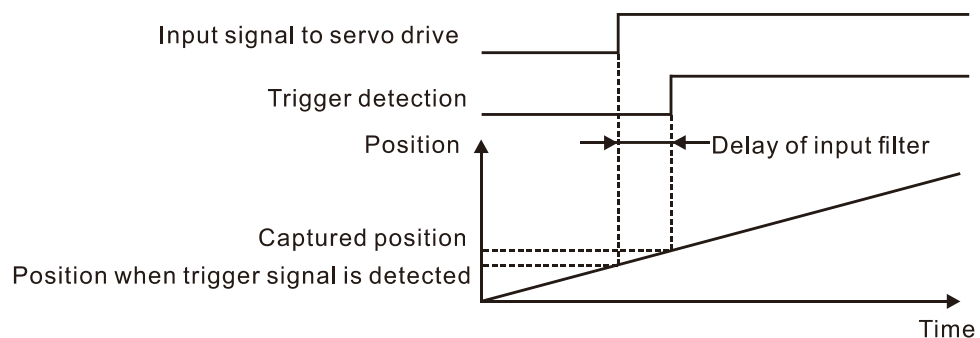 Input signal to servo drive
Trigger detection
Position
Delay of input filter
Captured position
Position when trigger signal is detected
Time